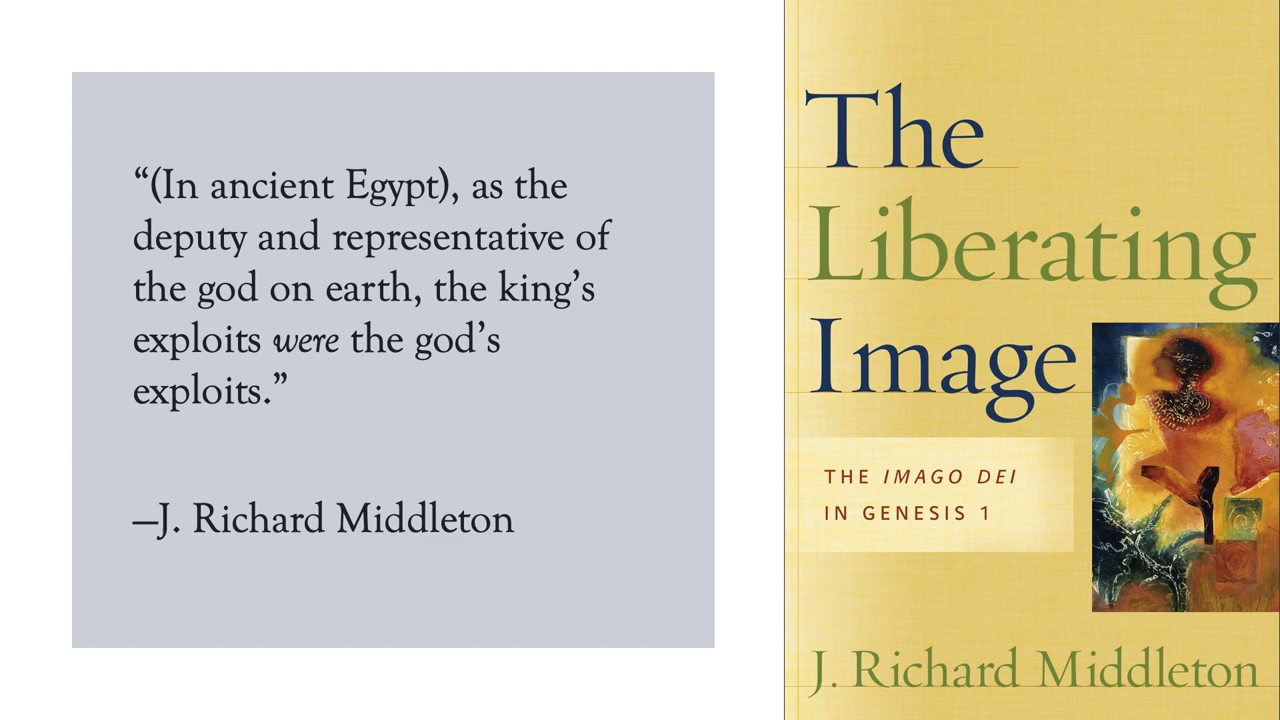 “(In ancient Egypt), as the
deputy and representative of
the god on earth, the king’s
exploits were the god’s
exploits.”
—J. Richard Middleton
The
Liberating
Image
THE IMAGO DEI
IN GENESIS 1
J. Richard Middleton